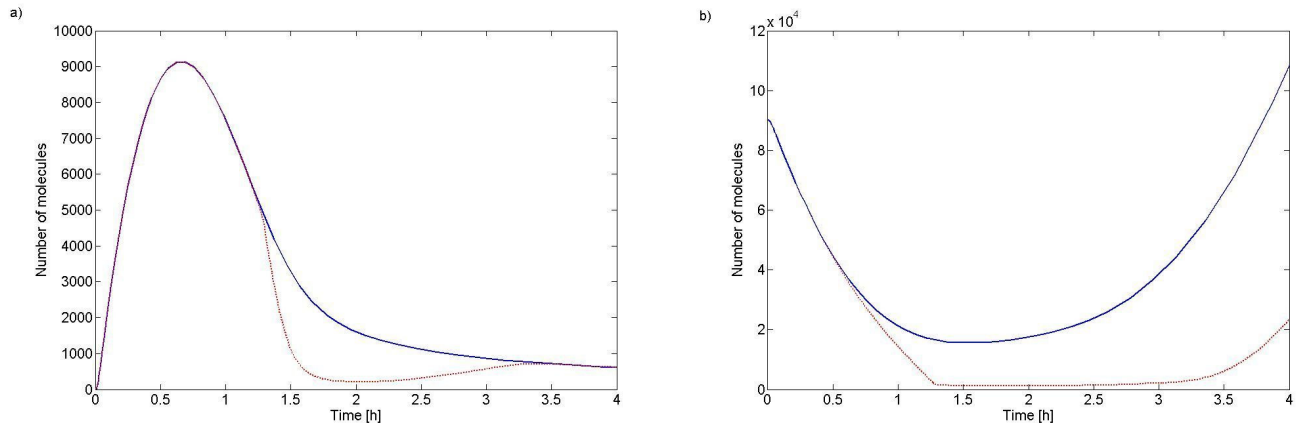 a)
Number of molecules
10000
9000
8000
7000
6000
5000
4000
3000
2000
1000
0
0 0.5 1 1.5 2 2.5 3 3.5 4
Time [h]
b)
x 10^4
Number of molecules
12
10
8
6
4
2
0
0 0.5 1 1.5 2 2.5 3 3.5 4
Time [h]